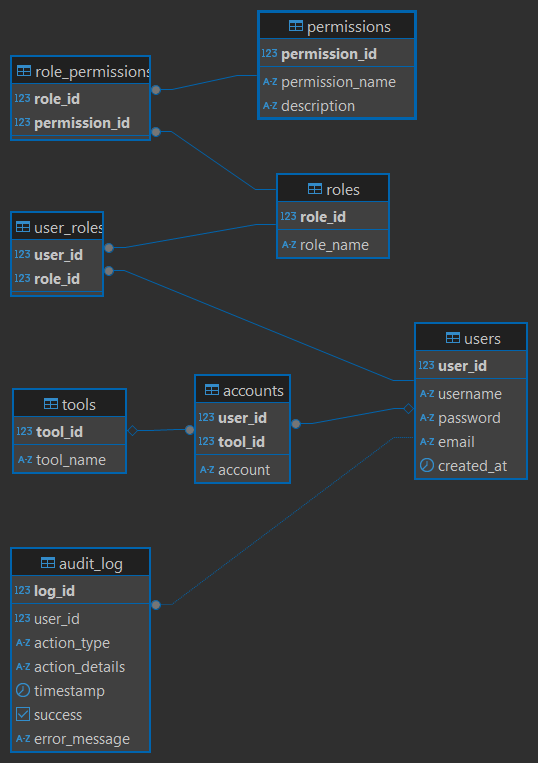 permissions
123 permission_id
A-Z permission_name
A-Z description
role_permissions
123 role_id
123 permission_id
roles
123 role_id
A-Z role_name
user_roles
123 user_id
123 role_id
users
123 user_id
A-Z username
A-Z password
A-Z email
created_at
accounts
123 user_id
123 tool_id
A-Z account
tools
123 tool_id
A-Z tool_name
audit_log
123 log_id
123 user_id
A-Z action_type
A-Z action_details
timestamp
success
A-Z error_message